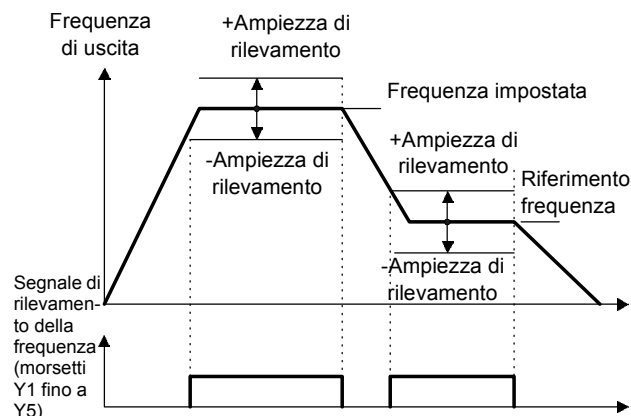 Frequenza
di uscita
+Ampiezza di
rilevamento
Frequenza impostata
-Ampiezza di
rilevamento
+Ampiezza di
rilevamento
Riferimento
frequenza
-Ampiezza di
rilevamento
Segnale di
rilevamen-
to della
frequenza
(morsetti
Y1 fino a
Y5)